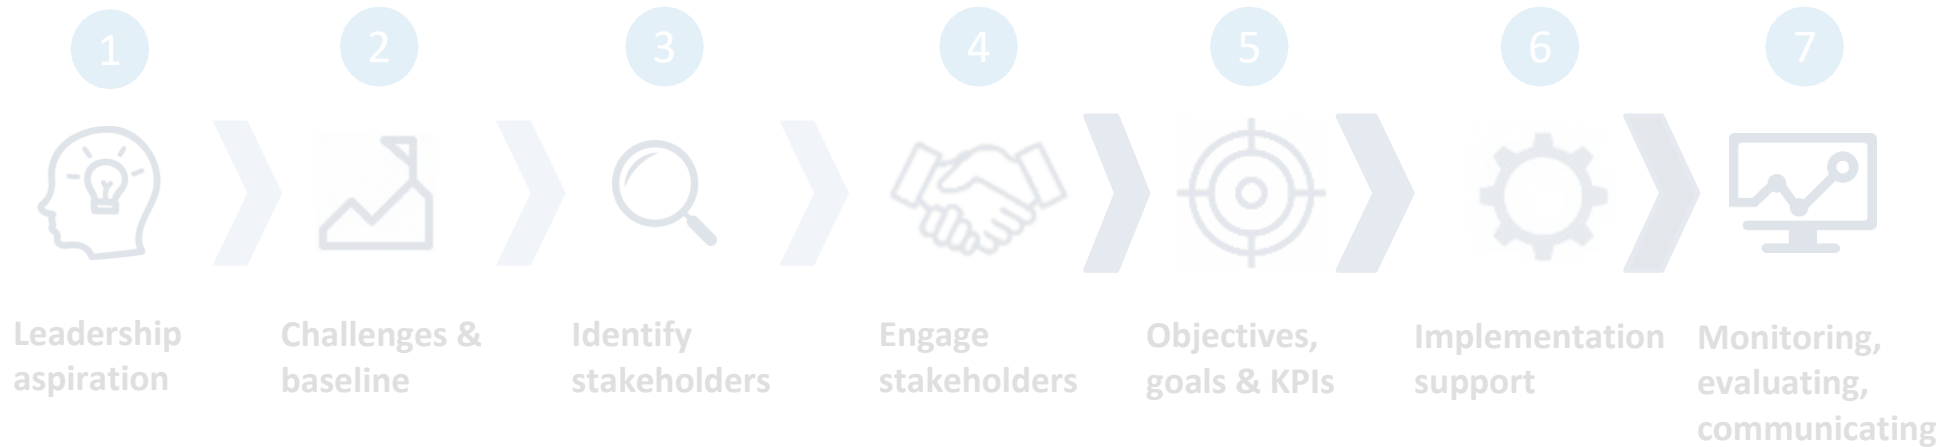 1
2
3
4
5
6
7
Leadership
aspiration
Challenges &
baseline
Identify
stakeholders
Engage
stakeholders
Objectives,
goals & KPIs
Implementation
support
Monitoring,
evaluating,
communicating